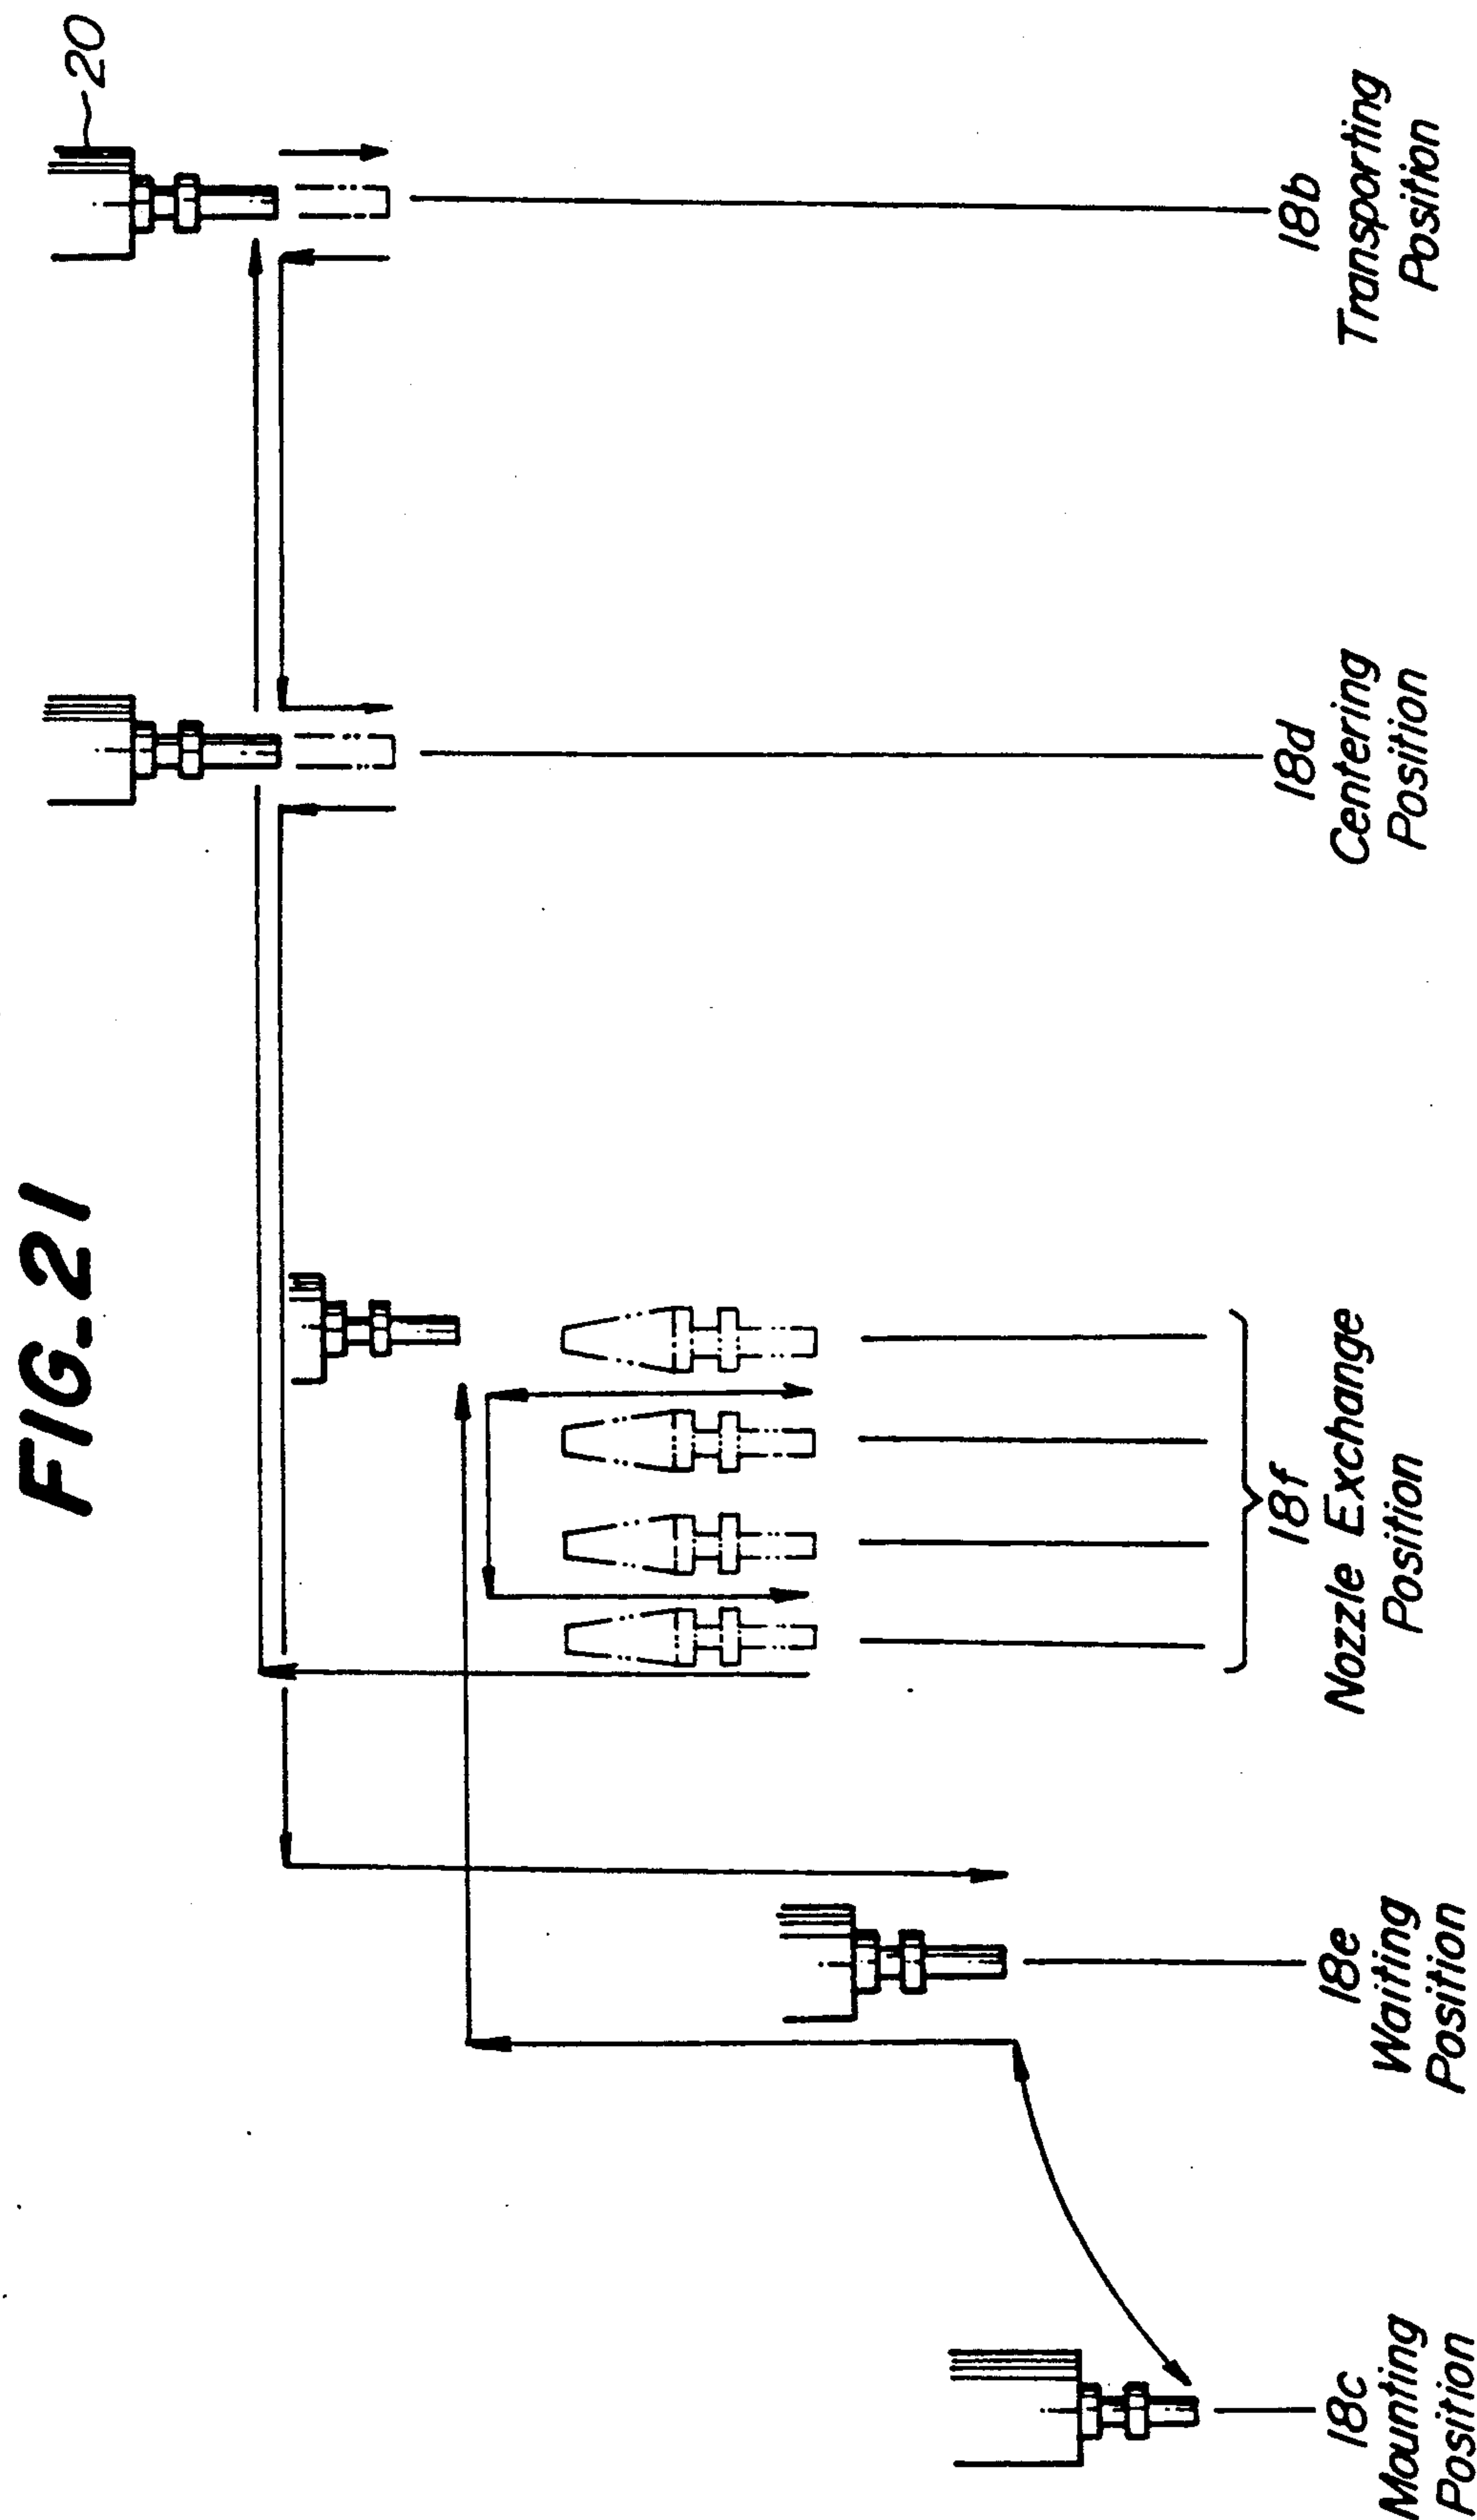 FIG. 21
20
18c
Mounting
Position
18e
Waiting
Position
18f
Nozzle Exchange
Position
18d
Centering
Position
18b
Transporting
Position